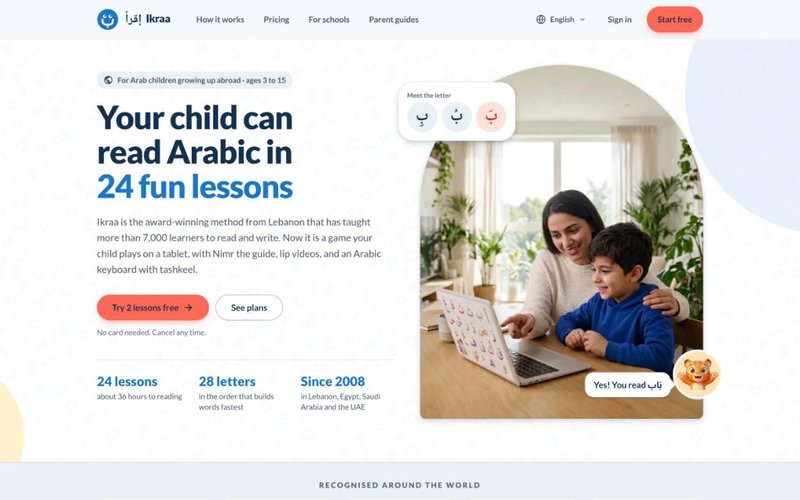 إقرأ Ikraa
How it works
Pricing
For schools
Parent guides
English
Sign in
Start free
For Arab children growing up abroad · ages 3 to 15
Your child can
read Arabic in
24 fun lessons
Ikraa is the award-winning method from Lebanon that has taught
more than 7,000 learners to read and write. Now it is a game your
child plays on a tablet, with Nimr the guide, lip videos, and an Arabic
keyboard with tashkeel.
Try 2 lessons free →
See plans
No card needed. Cancel any time.
24 lessons
about 36 hours to reading
28 letters
in the order that builds
words fastest
Since 2008
in Lebanon, Egypt, Saudi
Arabia and the UAE
Meet the letter
بِ بُ بَ
Yes! You read بَاب
RECOGNISED AROUND THE WORLD